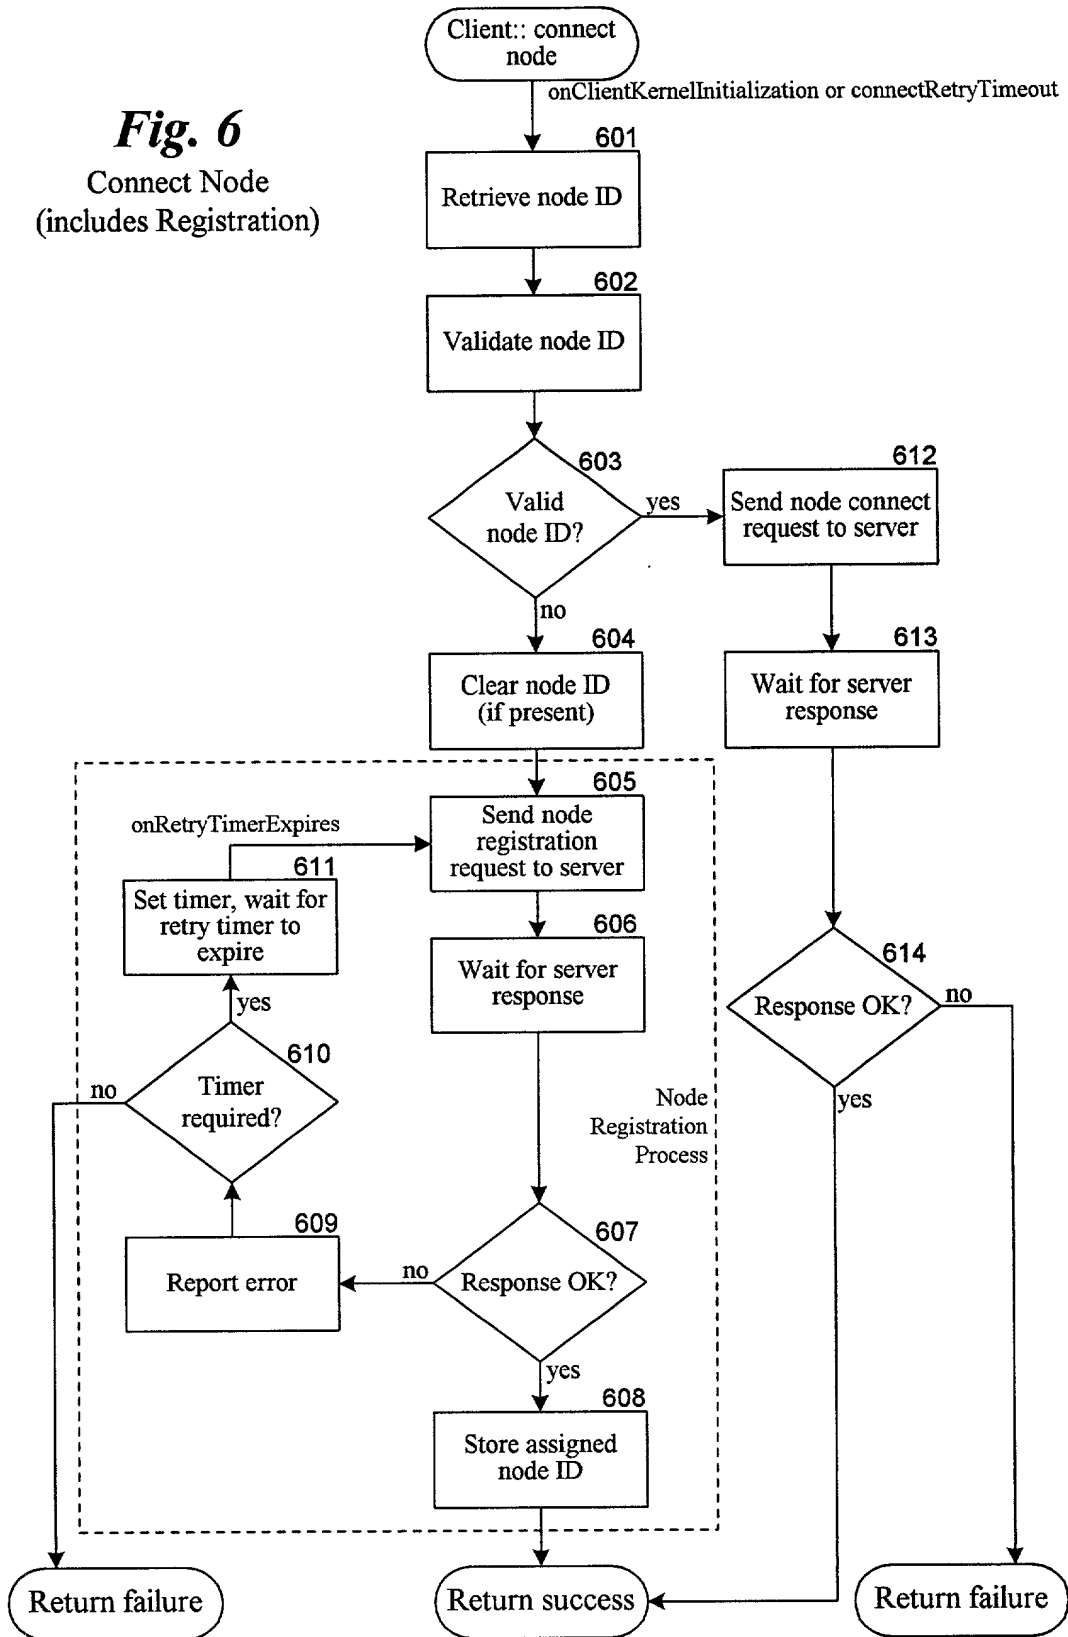 Client:: connect
node
onClientKernelInitialization or connectRetryTimeout
Fig. 6
Connect Node
(includes Registration)
601
Retrieve node ID
602
Validate node ID
603
Valid
node ID?
yes
612
Send node connect
request to server
no
604
Clear node ID
(if present)
613
Wait for server
response
605
Send node
registration
request to server
onRetryTimerExpires
611
Set timer, wait for
retry timer to
expire
606
Wait for server
response
614
Response OK?
no
yes
yes
610
Timer
required?
no
Node
Registration
Process
609
Report error
607
Response OK?
no
yes
608
Store assigned
node ID
Return failure
Return success
Return failure